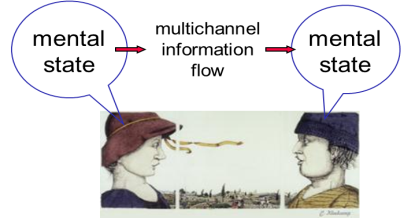 mental
state
multichannel
information
flow
mental
state